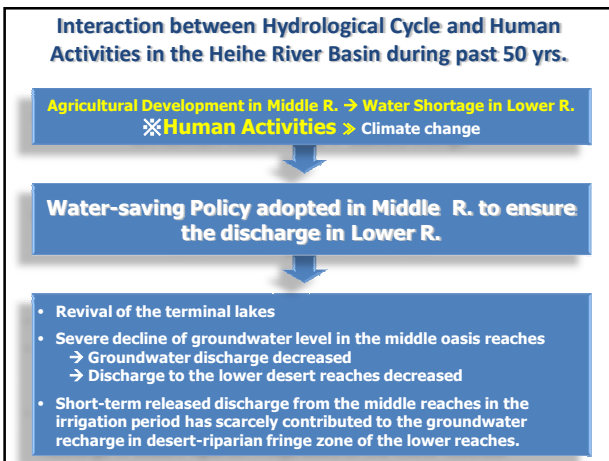 Interaction between Hydrological Cycle and Human
Activities in the Heihe River Basin during past 50 yrs.
Agricultural Development in Middle R. → Water Shortage in Lower R.
※Human Activities ≫ Climate change
Water-saving Policy adopted in Middle R. to ensure
the discharge in Lower R.
• Revival of the terminal lakes
• Severe decline of groundwater level in the middle oasis reaches
→ Groundwater discharge decreased
→ Discharge to the lower desert reaches decreased
• Short-term released discharge from the middle reaches in the
irrigation period has scarcely contributed to the groundwater
recharge in desert-riparian fringe zone of the lower reaches.